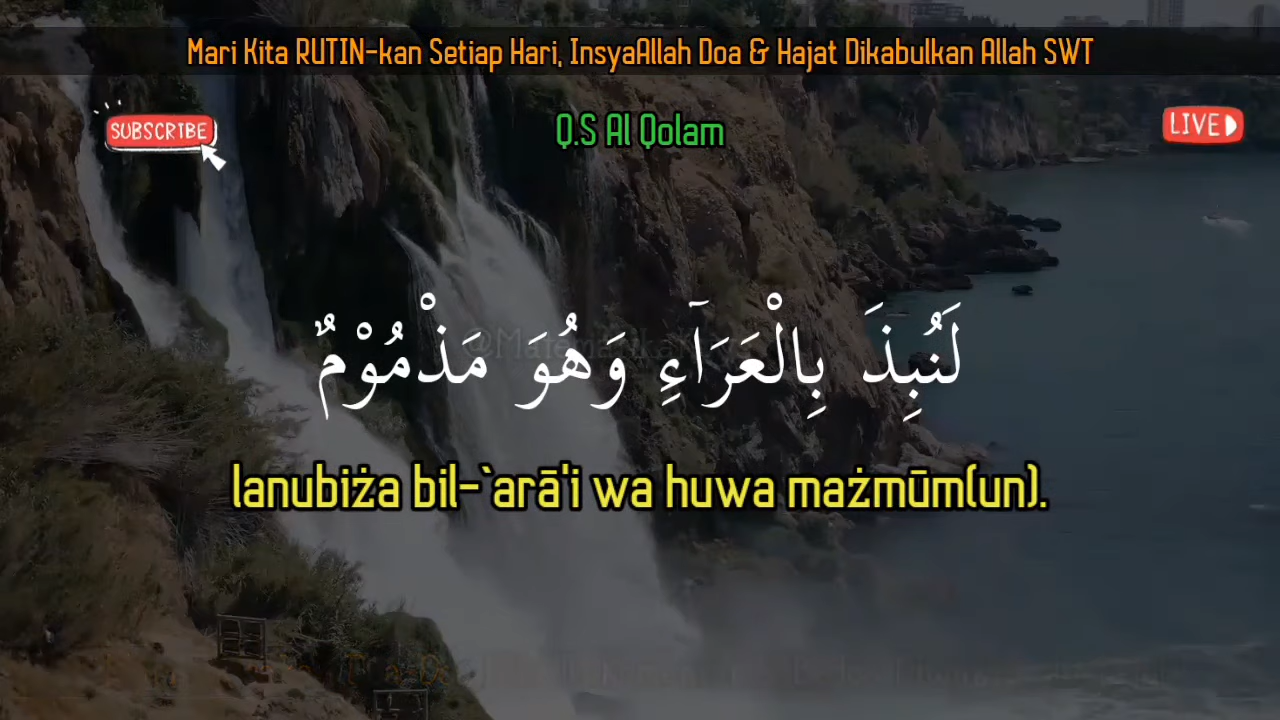 Mari Kita RUTIN-kan Setiap Hari, InsyaAllah Doa & Hajat Dikabulkan Allah SWT
SUBSCRIBE
Q.S Al Qolam
LIVE
لَنُبِذَ بِالْعَرَآءِ وَهُوَ مَذْمُوْمٌ
lanubiża bil-`arā'i wa huwa mażmūm(un).